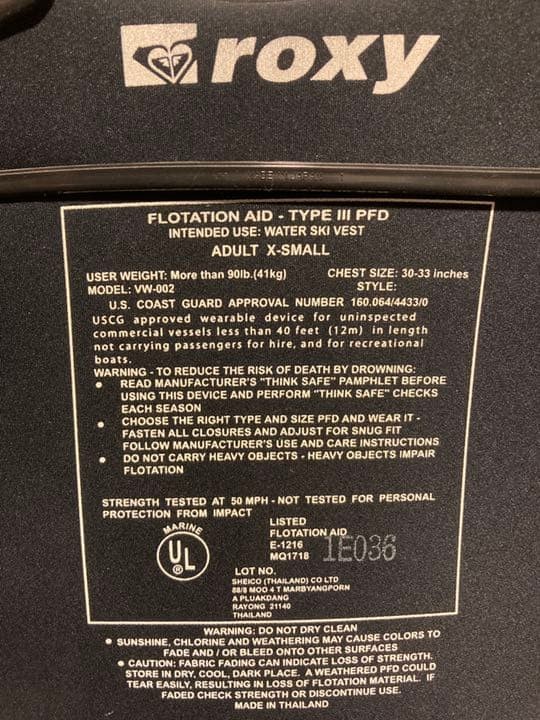 roxy
FLOTATION AID - TYPE III PFD
INTENDED USE: WATER SKI VEST
ADULT X-SMALL
USER WEIGHT: More than 90lb.(41kg) CHEST SIZE: 30-33 inches
MODEL: VW-002 STYLE:
U.S. COAST GUARD APPROVAL NUMBER 160.064/4433/0
USCG approved wearable device for uninspected
commercial vessels less than 40 feet (12m) in length
not carrying passengers for hire, and for recreational
boats.
WARNING - TO REDUCE THE RISK OF DEATH BY DROWNING:
• READ MANUFACTURER'S "THINK SAFE" PAMPHLET BEFORE
USING THIS DEVICE AND PERFORM "THINK SAFE" CHECKS
EACH SEASON
• CHOOSE THE RIGHT TYPE AND SIZE PFD AND WEAR IT -
FASTEN ALL CLOSURES AND ADJUST FOR SNUG FIT
FOLLOW MANUFACTURER'S USE AND CARE INSTRUCTIONS
• DO NOT CARRY HEAVY OBJECTS - HEAVY OBJECTS IMPAIR
FLOTATION
STRENGTH TESTED AT 50 MPH - NOT TESTED FOR PERSONAL
PROTECTION FROM IMPACT
MARINE
UL ®
LISTED
FLOTATION AID
E-1216
MQ1718 1E036
LOT NO.
SHEICO (THAILAND) CO LTD
88/8 MOO 4 T MARBYANGPORN
A PLUAKDANG
RAYONG 21140
THAILAND
WARNING: DO NOT DRY CLEAN
• SUNSHINE, CHLORINE AND WEATHERING MAY CAUSE COLORS TO
FADE AND / OR BLEED ONTO OTHER SURFACES
• CAUTION: FABRIC FADING CAN INDICATE LOSS OF STRENGTH.
STORE IN DRY, COOL, DARK PLACE. A WEATHERED PFD COULD
TEAR EASILY, RESULTING IN LOSS OF FLOTATION MATERIAL. IF
FADED CHECK STRENGTH OR DISCONTINUE USE.
MADE IN THAILAND